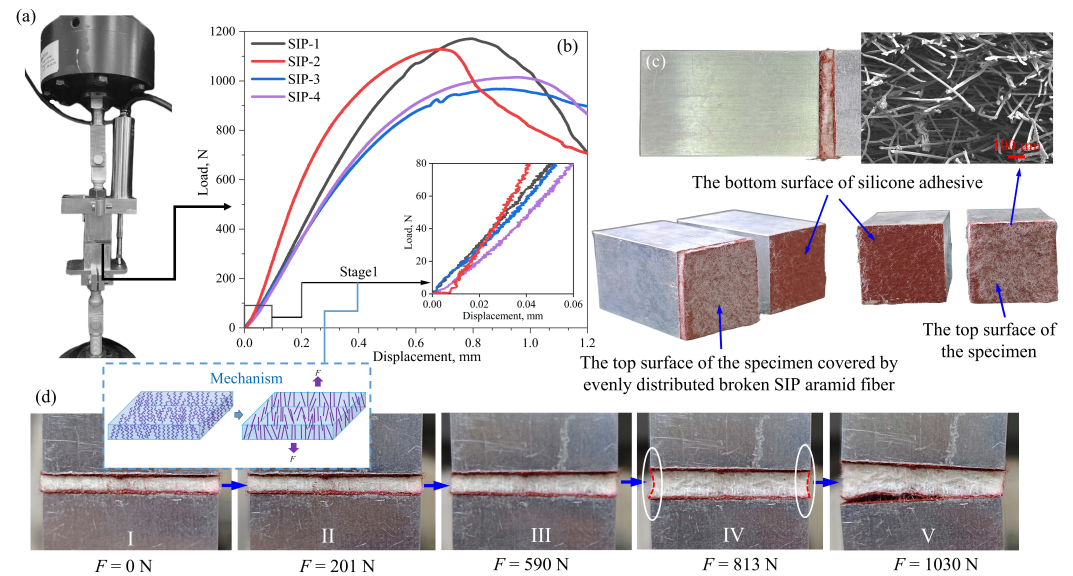 (a)
1200
1000
800
600
400
200
0
Load, N
SIP-1
SIP-2
SIP-3
SIP-4
(b)
80
60
40
20
0
Load, N
0.00
0.02
0.04
0.06
Displacement, mm
Stage1
0.0
0.2
0.4
0.6
0.8
1.0
1.2
Displacement, mm
(c)
The bottom surface of silicone adhesive
The top surface of the specimen covered by
evenly distributed broken SIP aramid fiber
The top surface of
the specimen
(d)
Mechanism
F
F
I
II
III
IV
V
F = 0 N
F = 201 N
F = 590 N
F = 813 N
F = 1030 N